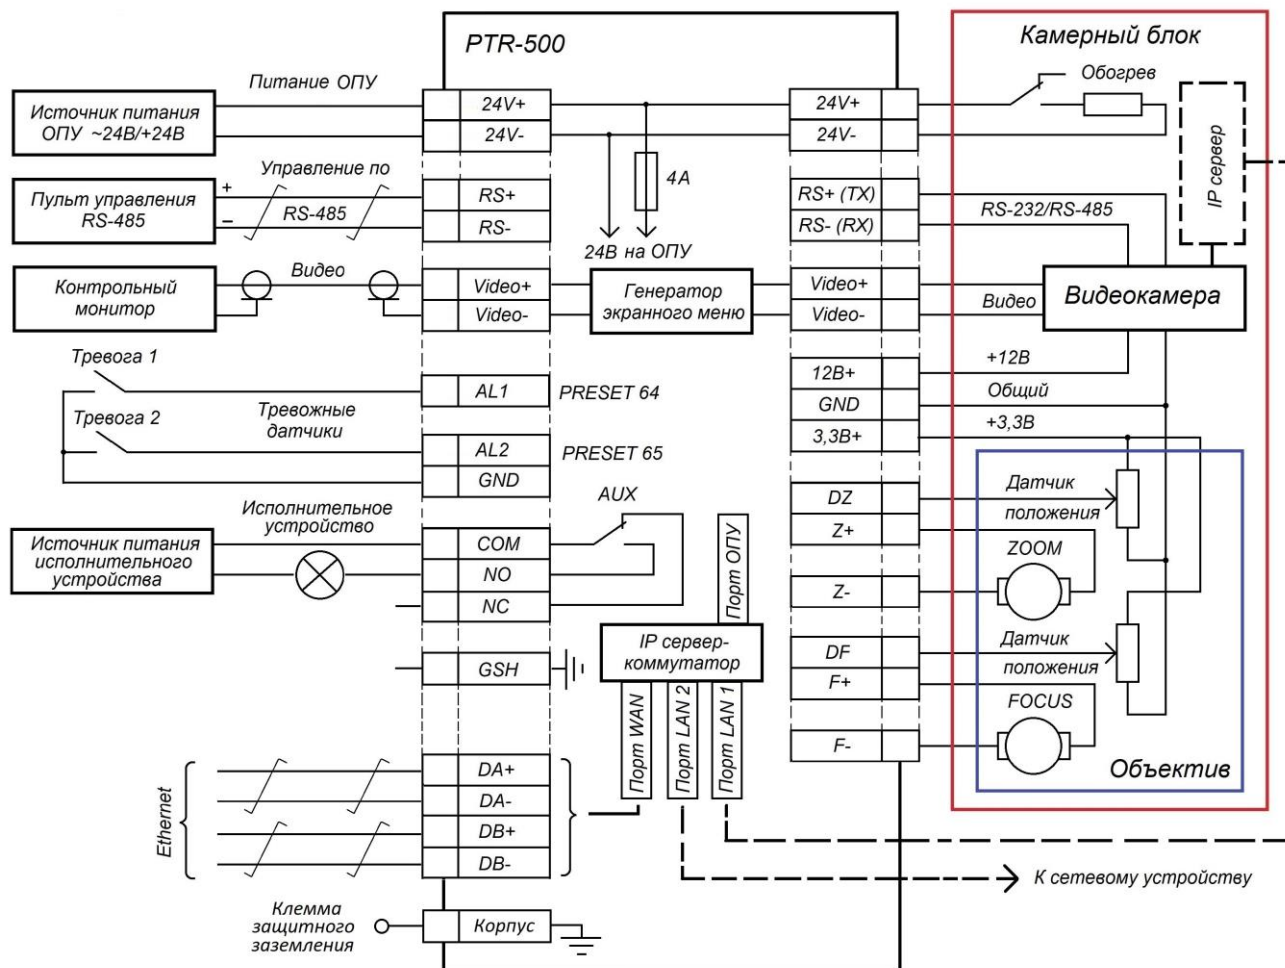 PTR-500
Камерный блок
Питание ОПУ
Источник питания
ОПУ ~24В/+24В
24V+
24V-
24V+
24V-
Обогрев
IP сервер
4А
24В на ОПУ
Пульт управления
RS-485
+
–
Управление по
RS-485
RS+
RS-
RS+ (TX)
RS- (RX)
RS-232/RS-485
Контрольный
монитор
Видео
Video+
Video-
Генератор
экранного меню
Video+
Video-
Видео
Видеокамера
Тревога 1
Тревога 2
Тревожные
датчики
AL1
PRESET 64
AL2
PRESET 65
GND
12В+
GND
3,3В+
+12В
Общий
+3,3В
Источник питания
исполнительного
устройства
Исполнительное
устройство
COM
NO
NC
AUX
GSH
Порт ОПУ
IP сервер-
коммутатор
Порт WAN
Порт LAN 2
Порт LAN 1
DZ
Z+
Z-
DF
F+
F-
Датчик
положения
ZOOM
Датчик
положения
FOCUS
Объектив
Ethernet
DA+
DA-
DB+
DB-
К сетевому устройству
Клемма
защитного
заземления
Корпус